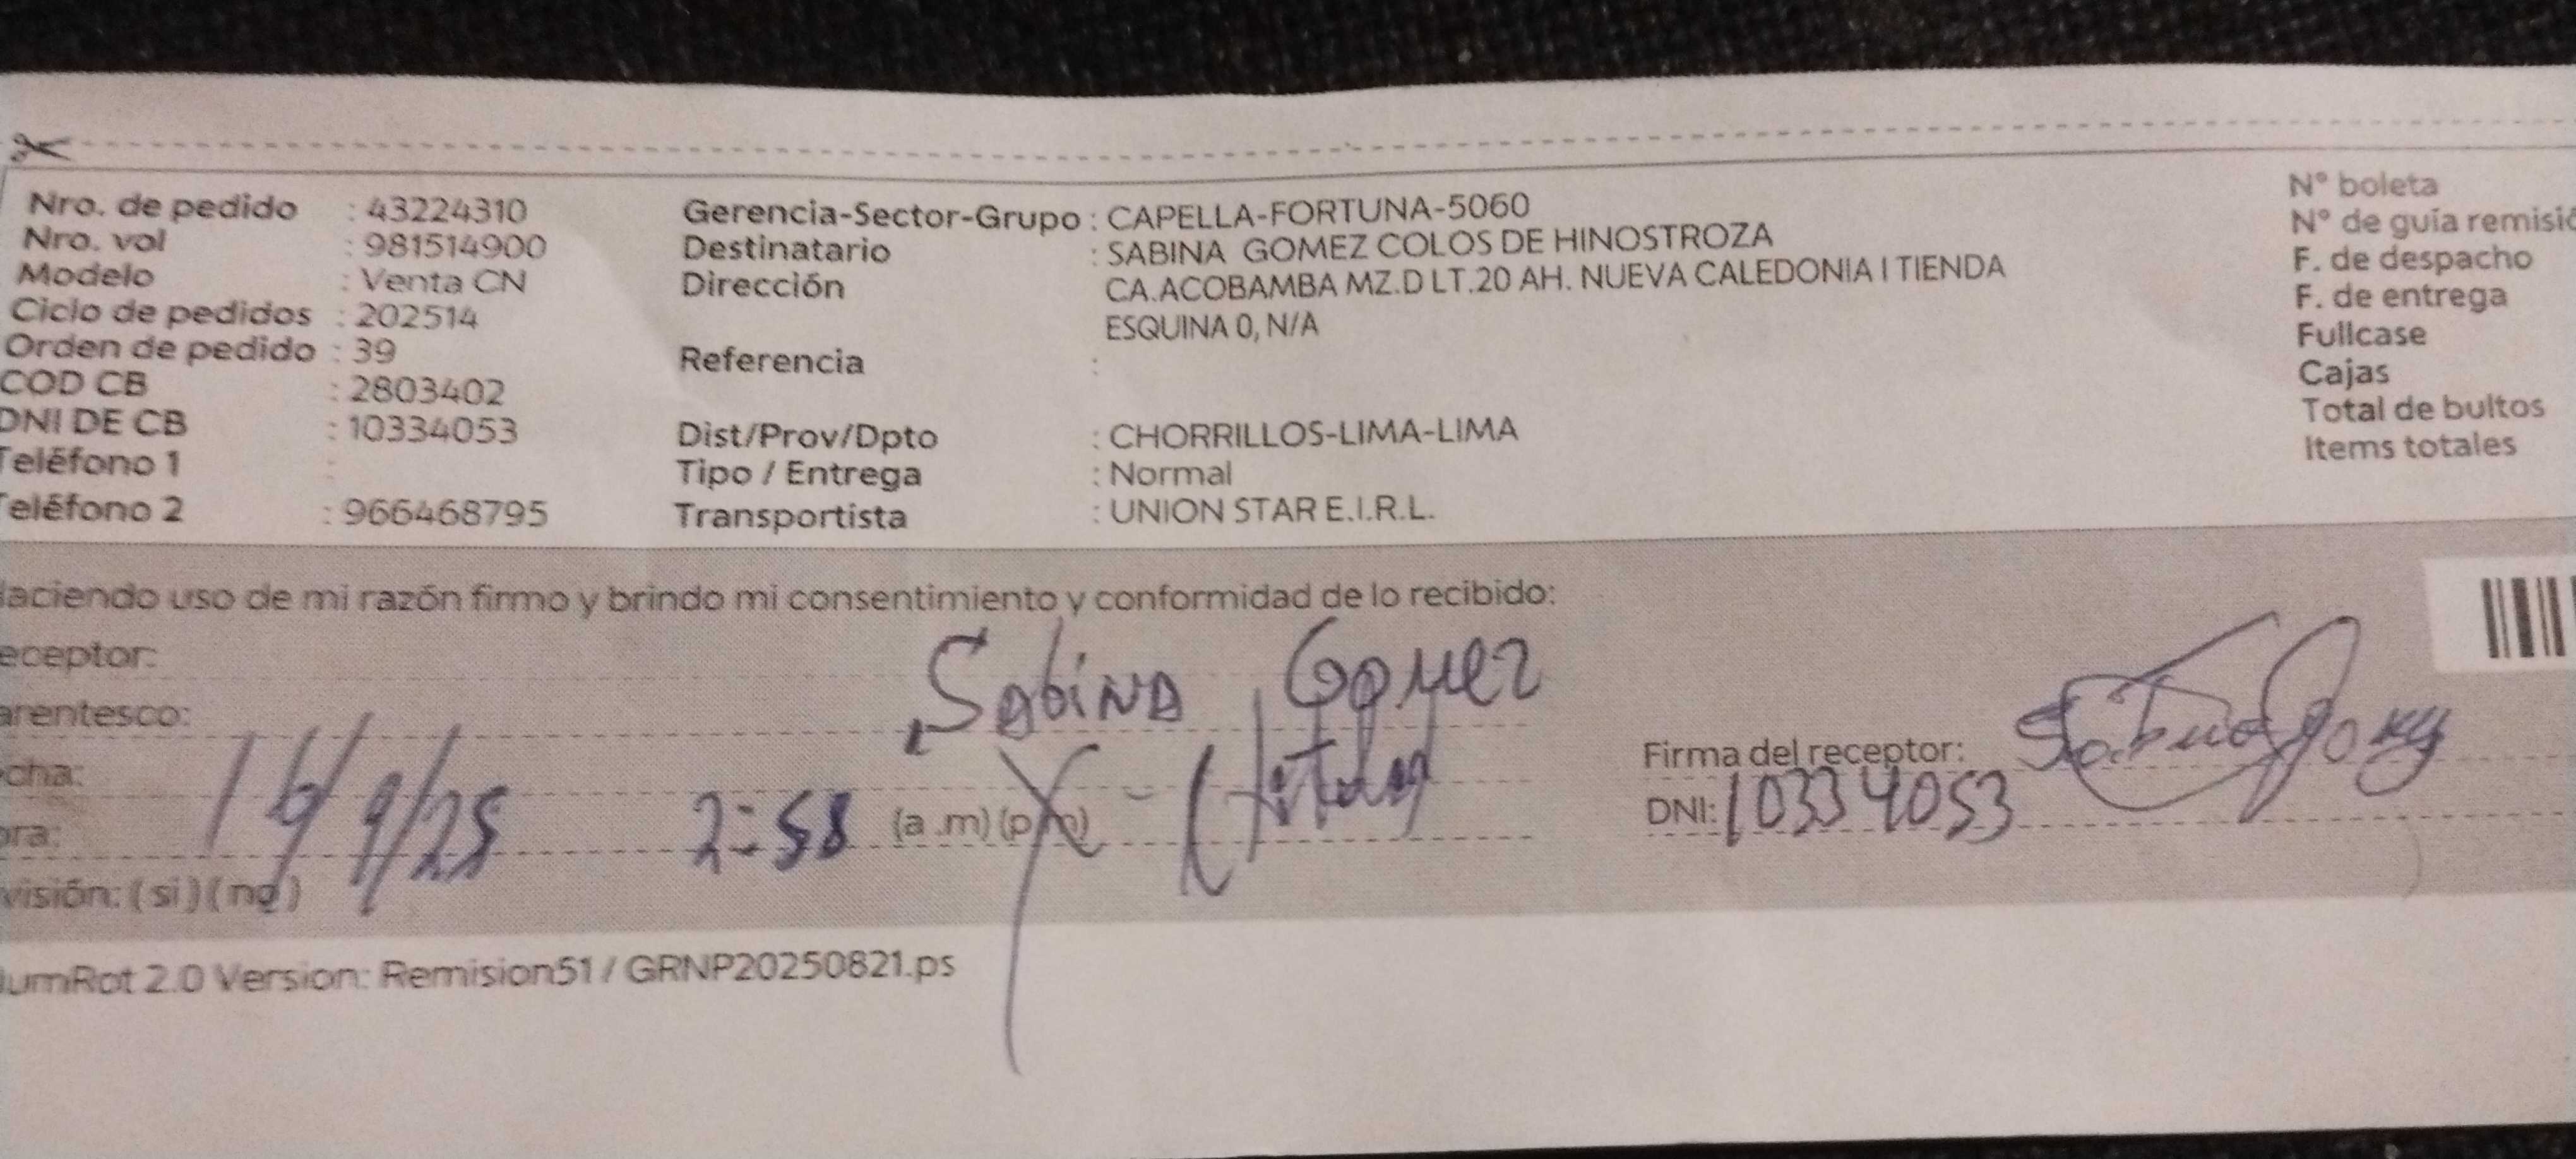 Nro. de pedido : 43224310 Gerencia-Sector-Grupo : CAPELLA-FORTUNA-5060 N° boleta
Nro. vol : 981514900 Destinatario : SABINA GOMEZ COLOS DE HINOSTROZA N° de guía remisió
Modelo : Venta CN Dirección CA.ACOBAMBA MZ.D LT.20 AH. NUEVA CALEDONIA I TIENDA F. de despacho
Ciclo de pedidos : 202514 ESQUINA 0, N/A F. de entrega
Orden de pedido : 39 Referencia : Fullcase
COD CB : 2803402 Cajas
DNI DE CB : 10334053 Dist/Prov/Dpto : CHORRILLOS-LIMA-LIMA Total de bultos
Teléfono 1 : Tipo / Entrega : Normal Items totales
Teléfono 2 : 966468795 Transportista : UNION STAR E.I.R.L.
aciendo uso de mi razón firmo y brindo mi consentimiento y conformidad de lo recibido:
eceptor: Sabina Gomez
arentesco: (titular)
cha: 16/9/25 Firma del receptor: Sabina Gomez
ora: 2:58 (a .m) (p.m) DNI: 10334053
visión: ( si ) ( no )
umRot 2.0 Version: Remision51 / GRNP20250821.ps